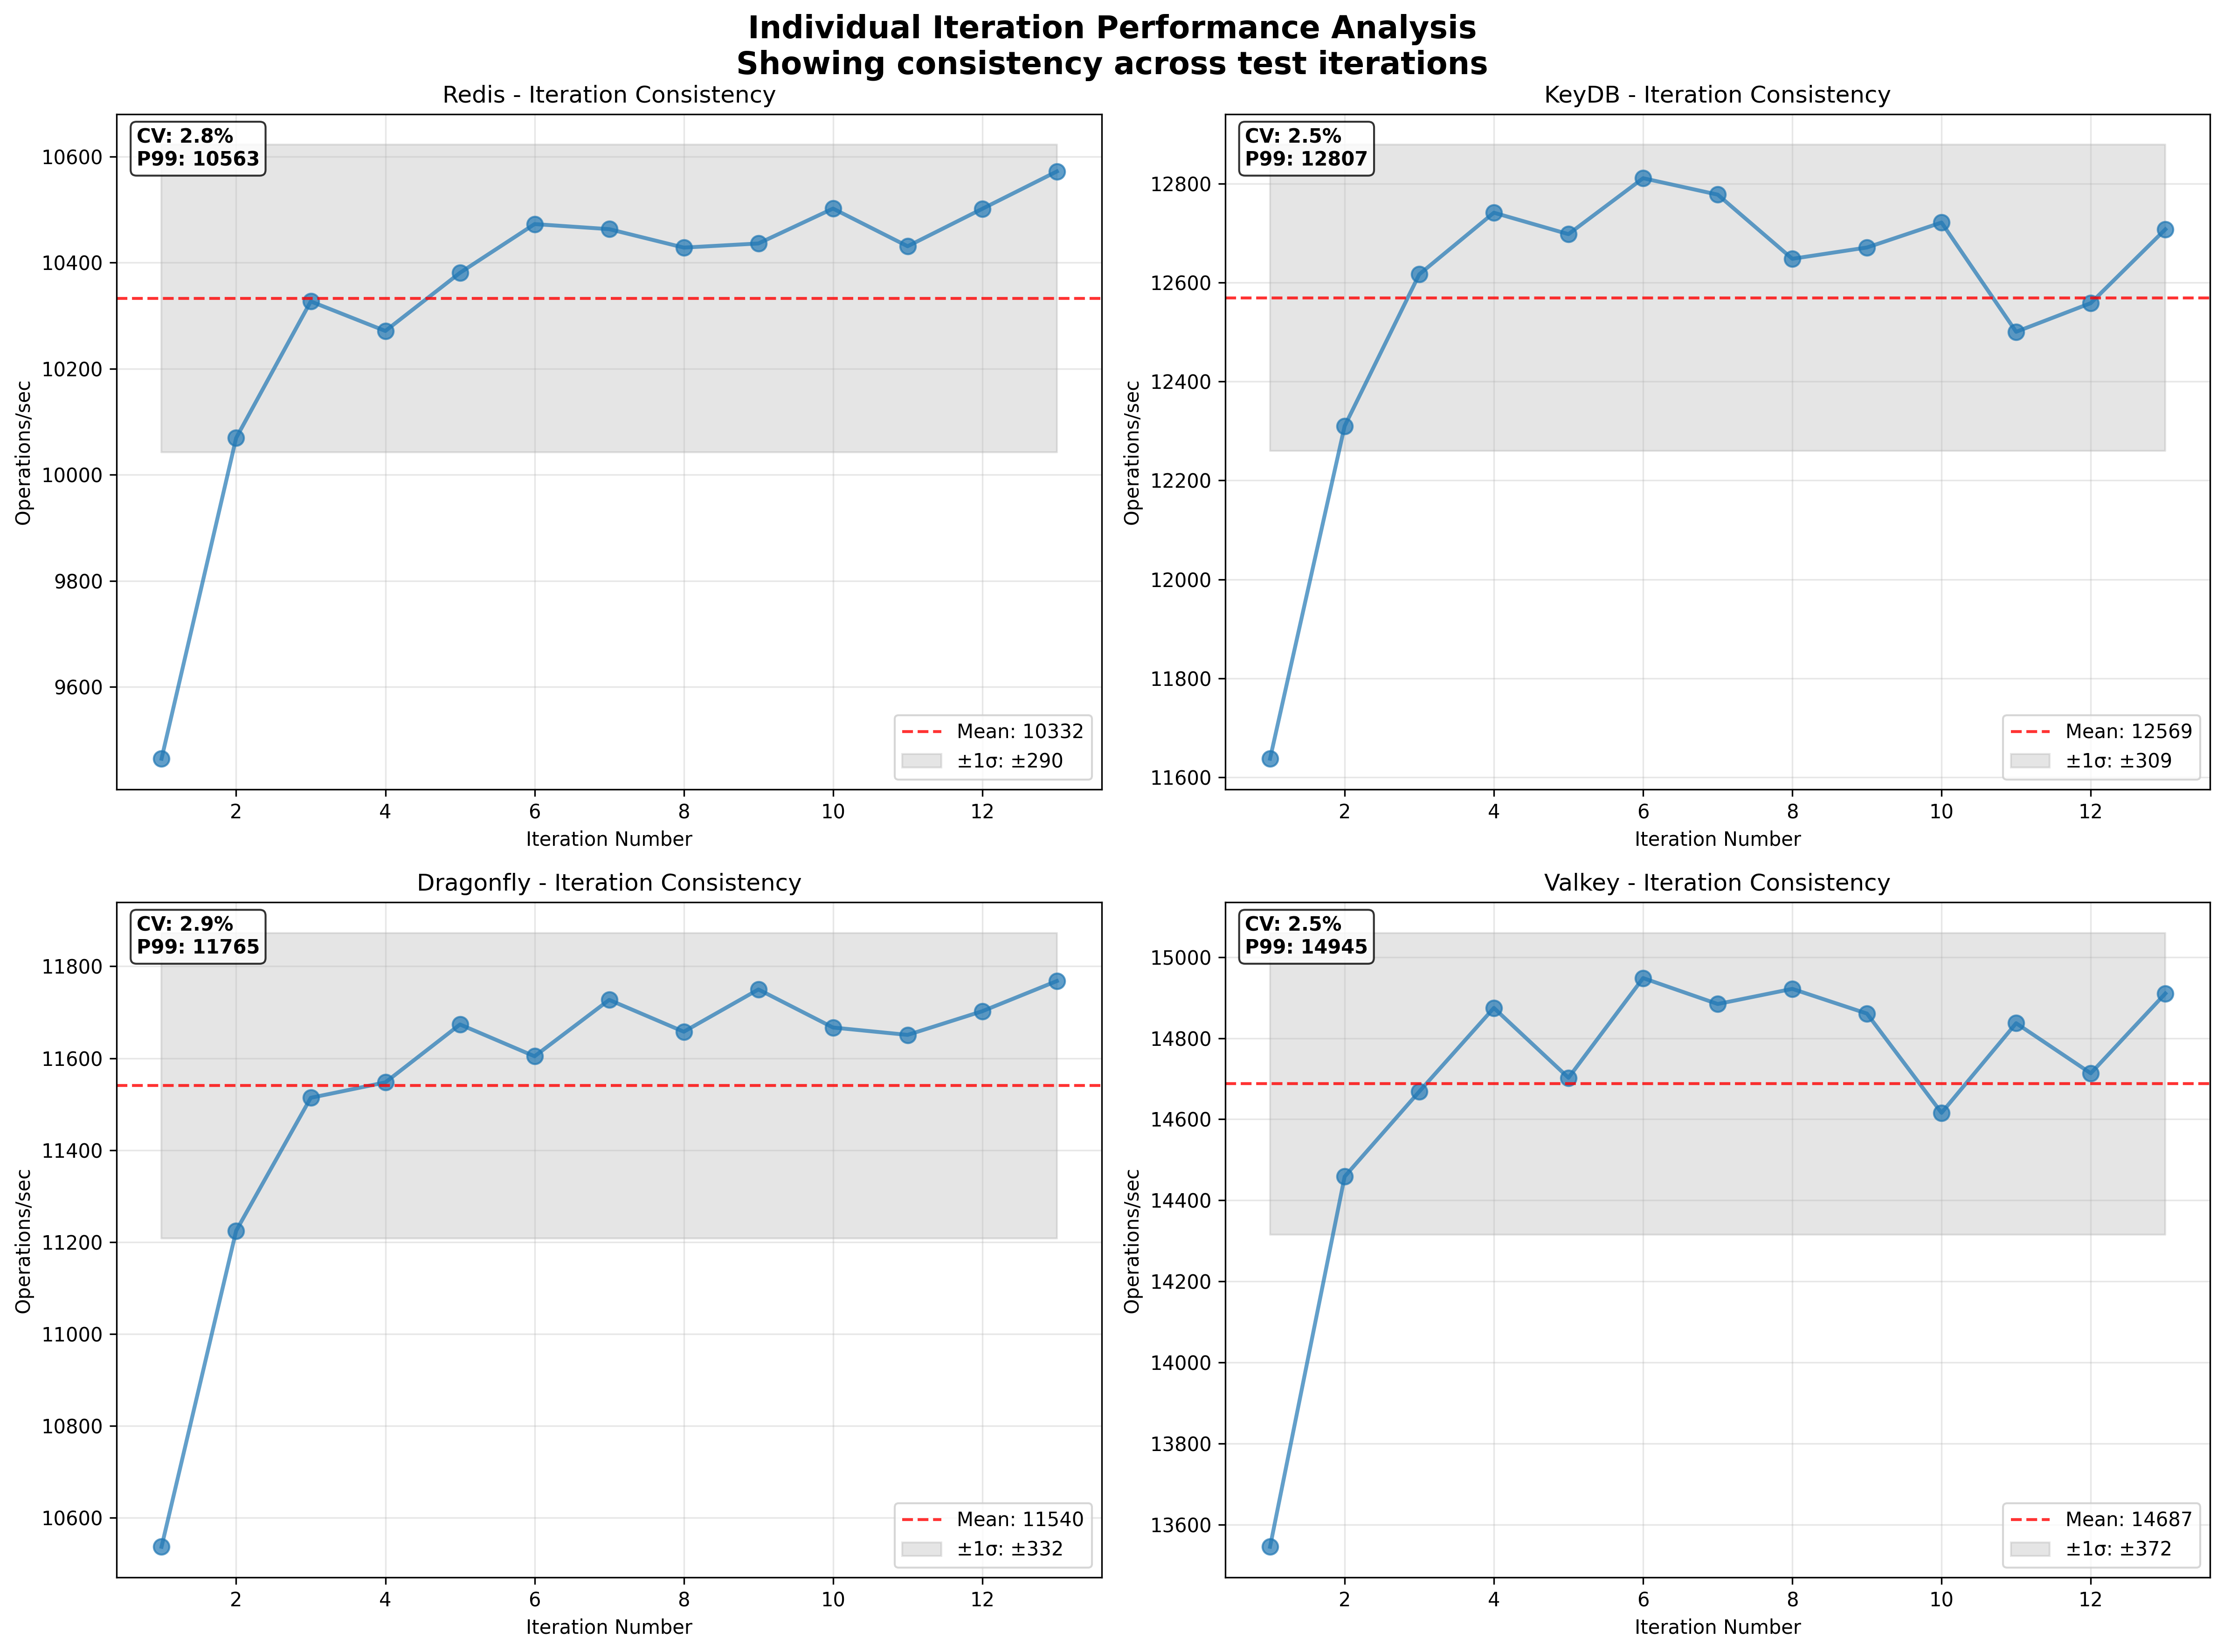 Individual Iteration Performance Analysis
Showing consistency across test iterations
Redis - Iteration Consistency
CV: 2.8%
P99: 10563
10600
10400
10200
10000
9800
9600
Operations/sec
Mean: 10332
±1σ: ±290
2 4 6 8 10 12
Iteration Number
KeyDB - Iteration Consistency
CV: 2.5%
P99: 12807
12800
12600
12400
12200
12000
11800
11600
Operations/sec
Mean: 12569
±1σ: ±309
2 4 6 8 10 12
Iteration Number
Dragonfly - Iteration Consistency
CV: 2.9%
P99: 11765
11800
11600
11400
11200
11000
10800
10600
Operations/sec
Mean: 11540
±1σ: ±332
2 4 6 8 10 12
Iteration Number
Valkey - Iteration Consistency
CV: 2.5%
P99: 14945
15000
14800
14600
14400
14200
14000
13800
13600
Operations/sec
Mean: 14687
±1σ: ±372
2 4 6 8 10 12
Iteration Number